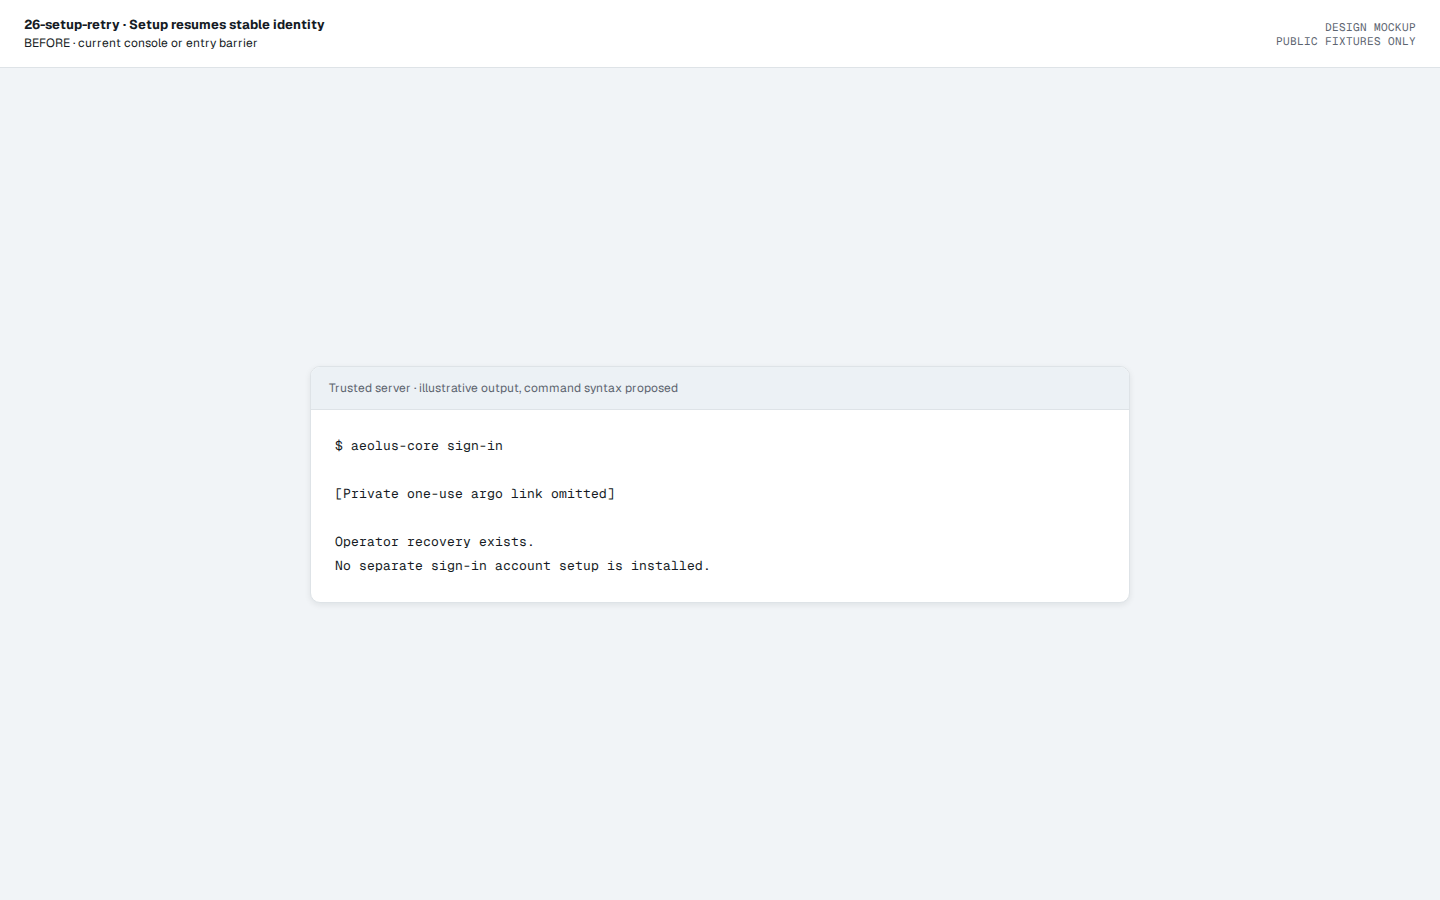 26-setup-retry · Setup resumes stable identity
BEFORE · current console or entry barrier
DESIGN MOCKUP
PUBLIC FIXTURES ONLY
Trusted server · illustrative output, command syntax proposed
$ aeolus-core sign-in
[Private one-use argo link omitted]
Operator recovery exists.
No separate sign-in account setup is installed.